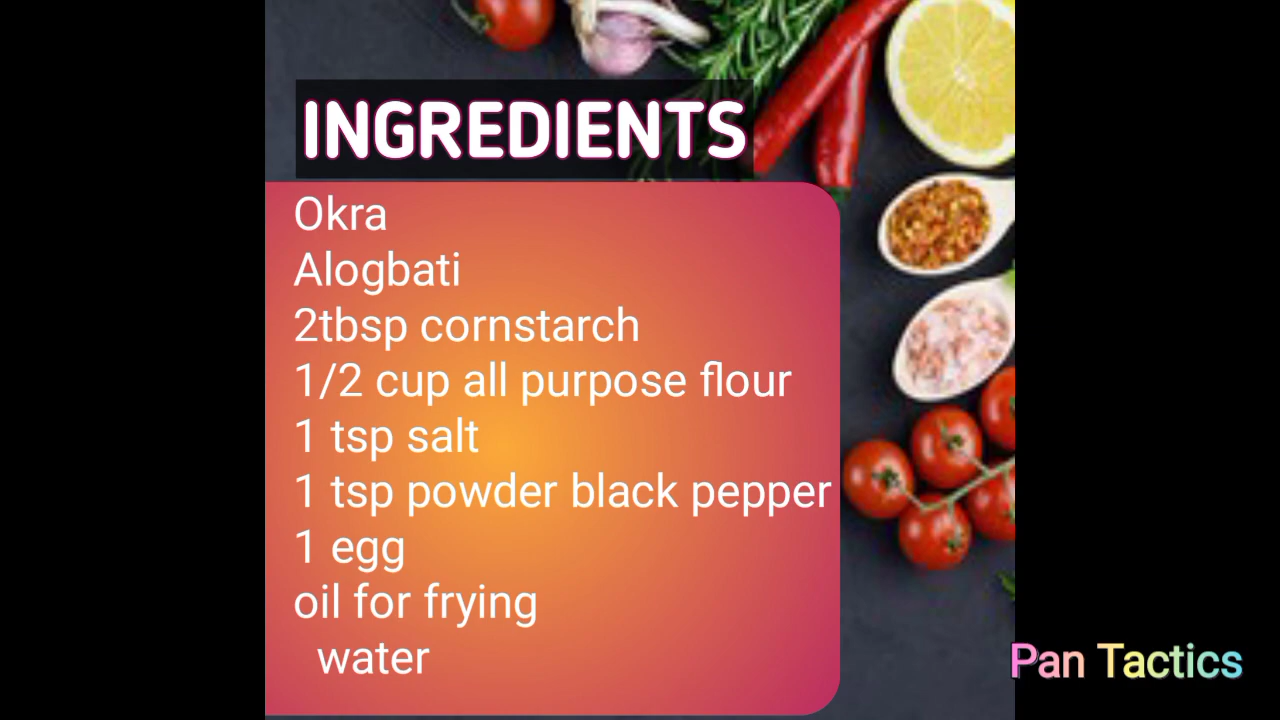 INGREDIENTS
Okra
Alogbati
2tbsp cornstarch
1/2 cup all purpose flour
1 tsp salt
1 tsp powder black pepper
1 egg
oil for frying
water
Pan Tactics